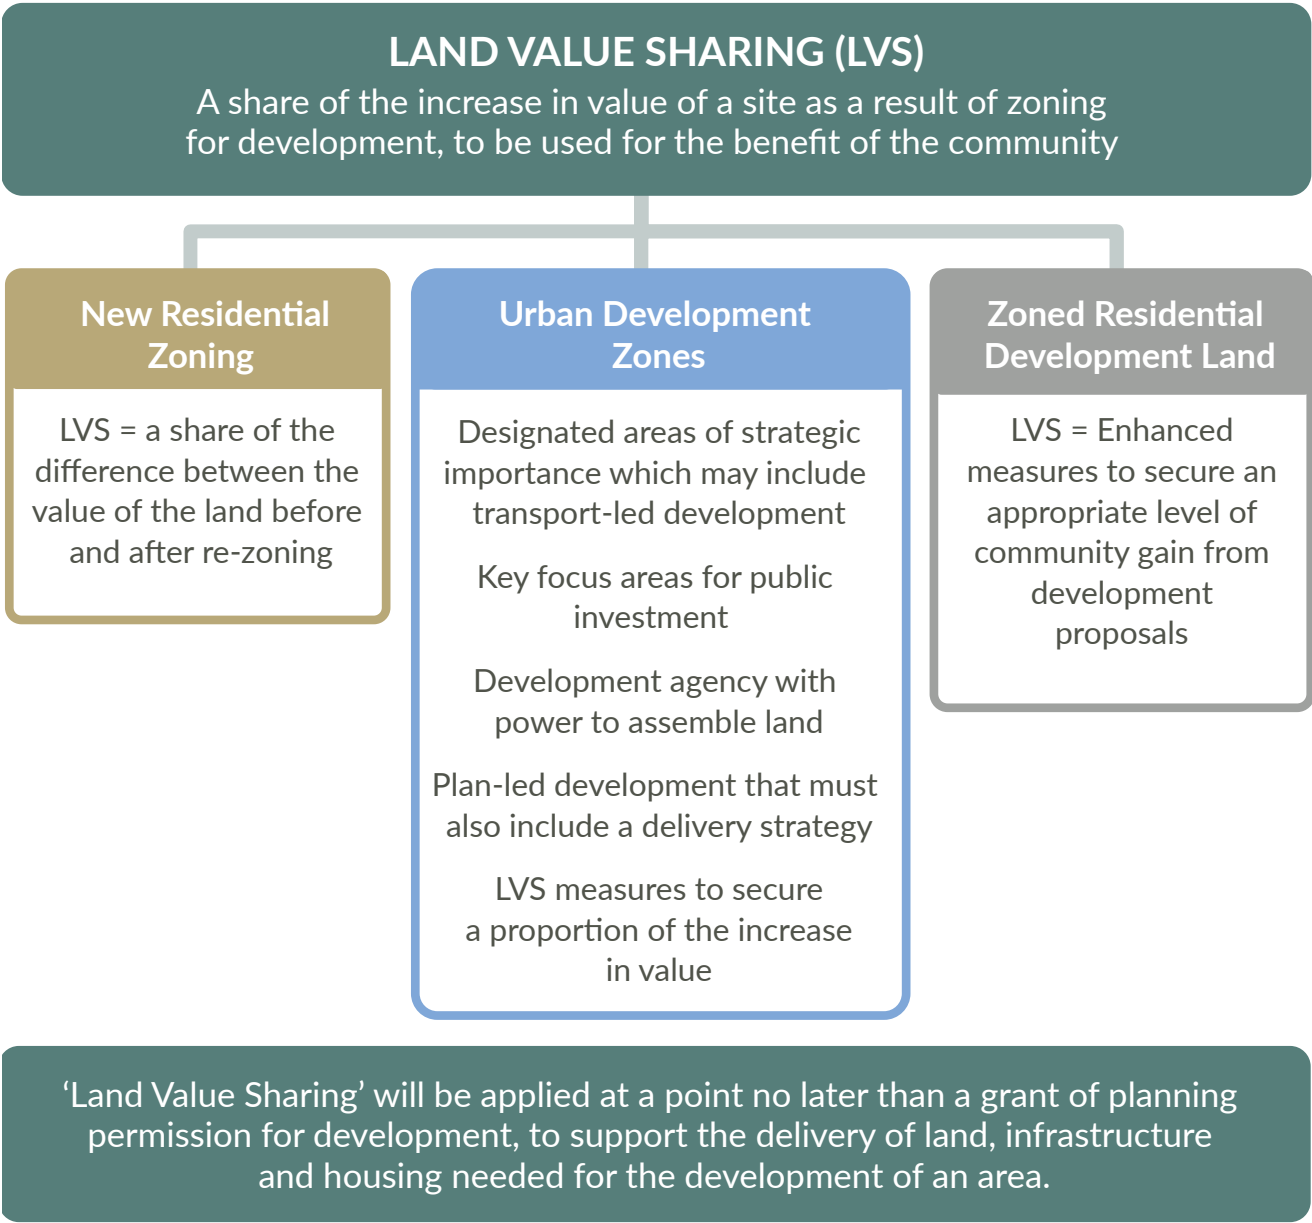 LAND VALUE SHARING (LVS)
A share of the increase in value of a site as a result of zoning
for development, to be used for the benefit of the community
New Residential
Zoning
LVS = a share of the
difference between the
value of the land before
and after re-zoning
Urban Development
Zones
Designated areas of strategic
importance which may include
transport-led development
Key focus areas for public
investment
Development agency with
power to assemble land
Plan-led development that must
also include a delivery strategy
LVS measures to secure
a proportion of the increase
in value
Zoned Residential
Development Land
LVS = Enhanced
measures to secure an
appropriate level of
community gain from
development
proposals
‘Land Value Sharing’ will be applied at a point no later than a grant of planning
permission for development, to support the delivery of land, infrastructure
and housing needed for the development of an area.